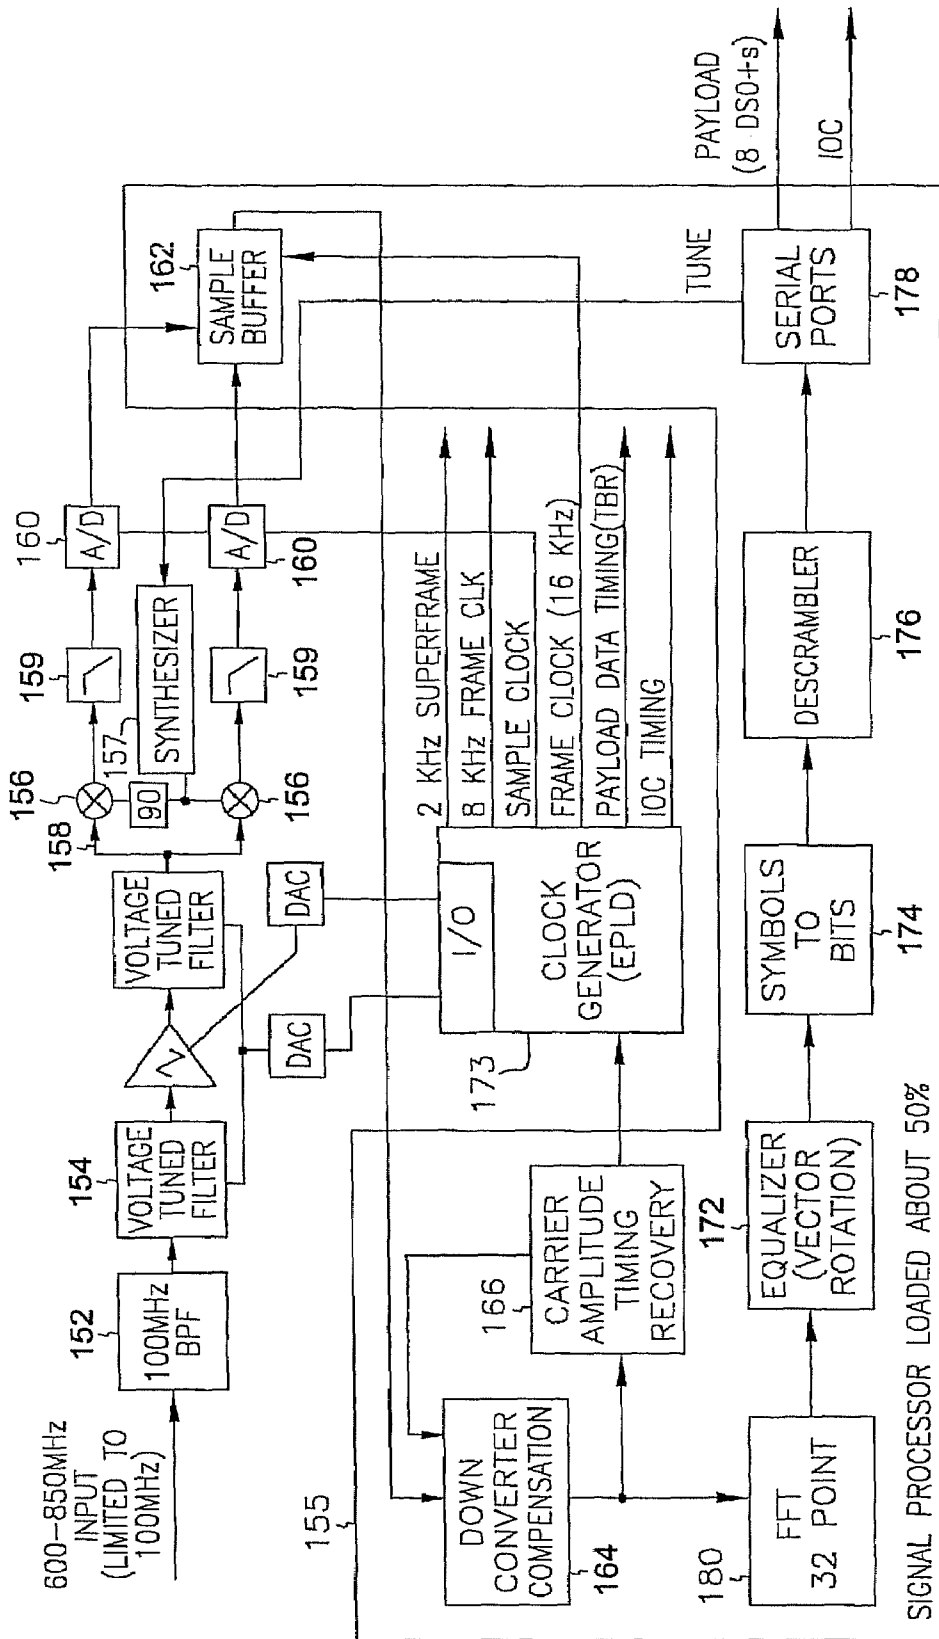 600-850MHz
INPUT
(LIMITED TO
100MHz)
152
100MHz
BPF
154
VOLTAGE
TUNED
FILTER
VOLTAGE
TUNED
FILTER
DAC
DAC
158
156
90
156
157
SYNTHESIZER
159
159
160
A/D
A/D
160
162
SAMPLE
BUFFER
155
DOWN
CONVERTER
COMPENSATION
164
166
CARRIER
AMPLITUDE
TIMING
RECOVERY
173
I/O
CLOCK
GENERATOR
(EPLD)
2 KHz SUPERFRAME
8 KHz FRAME CLK
SAMPLE CLOCK
FRAME CLOCK (16 KHz)
PAYLOAD DATA TIMING(TBR)
IOC TIMING
TUNE
180
FFT
32 POINT
172
EQUALIZER
(VECTOR
ROTATION)
SYMBOLS
TO
BITS
174
DESCRAMBLER
176
SERIAL
PORTS
178
PAYLOAD
(8 DS0+s)
IOC
SIGNAL PROCESSOR LOADED ABOUT 50%